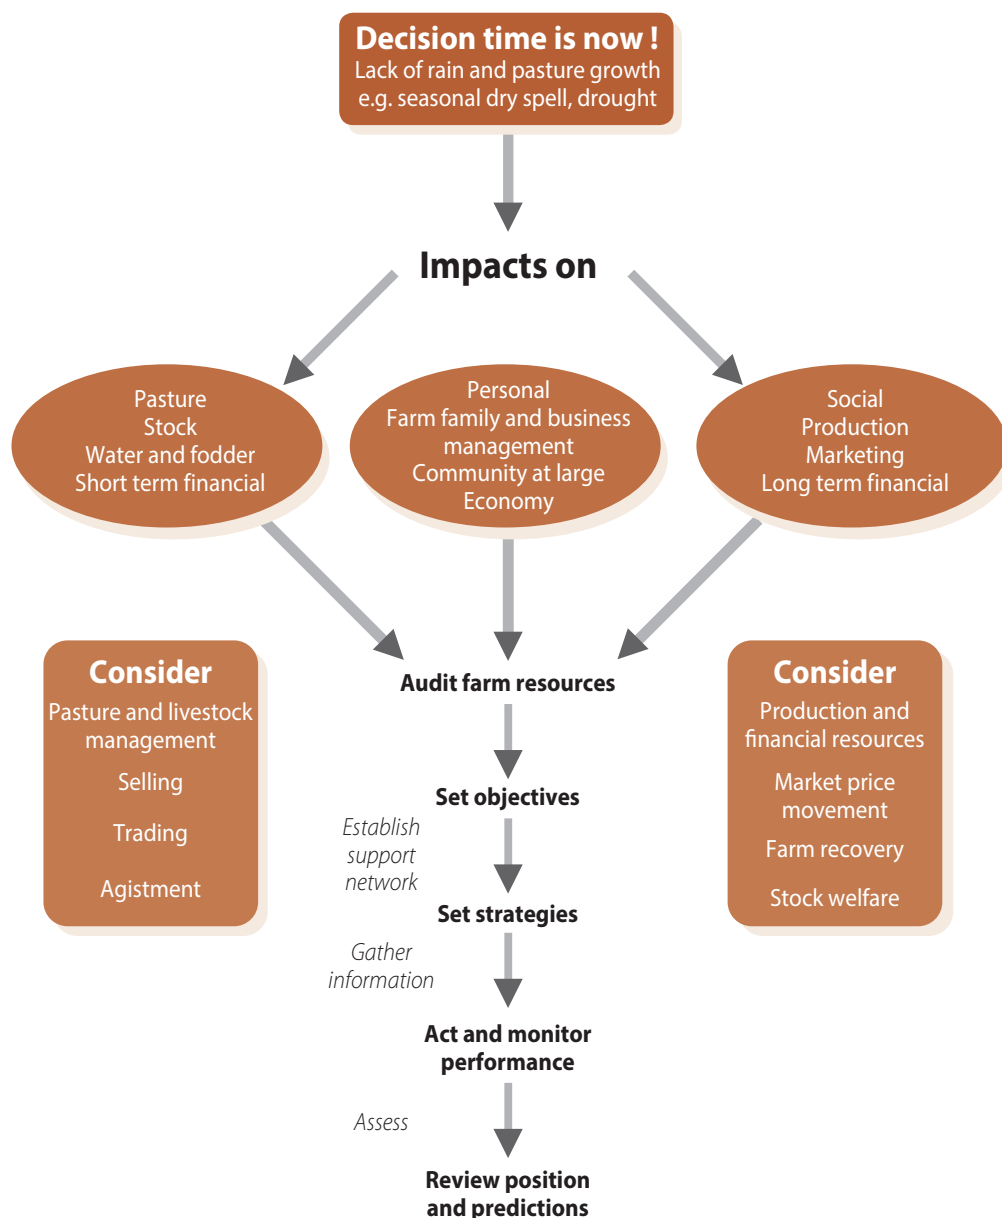 Decision time is now !
Lack of rain and pasture growth
e.g. seasonal dry spell, drought
Impacts on
Pasture
Stock
Water and fodder
Short term financial
Personal
Farm family and business
management
Community at large
Economy
Social
Production
Marketing
Long term financial
Consider
Pasture and livestock
management
Selling
Trading
Agistment
Audit farm resources
Set objectives
Establish
support
network
Set strategies
Gather
information
Act and monitor
performance
Assess
Review position
and predictions
Consider
Production and
financial resources
Market price
movement
Farm recovery
Stock welfare